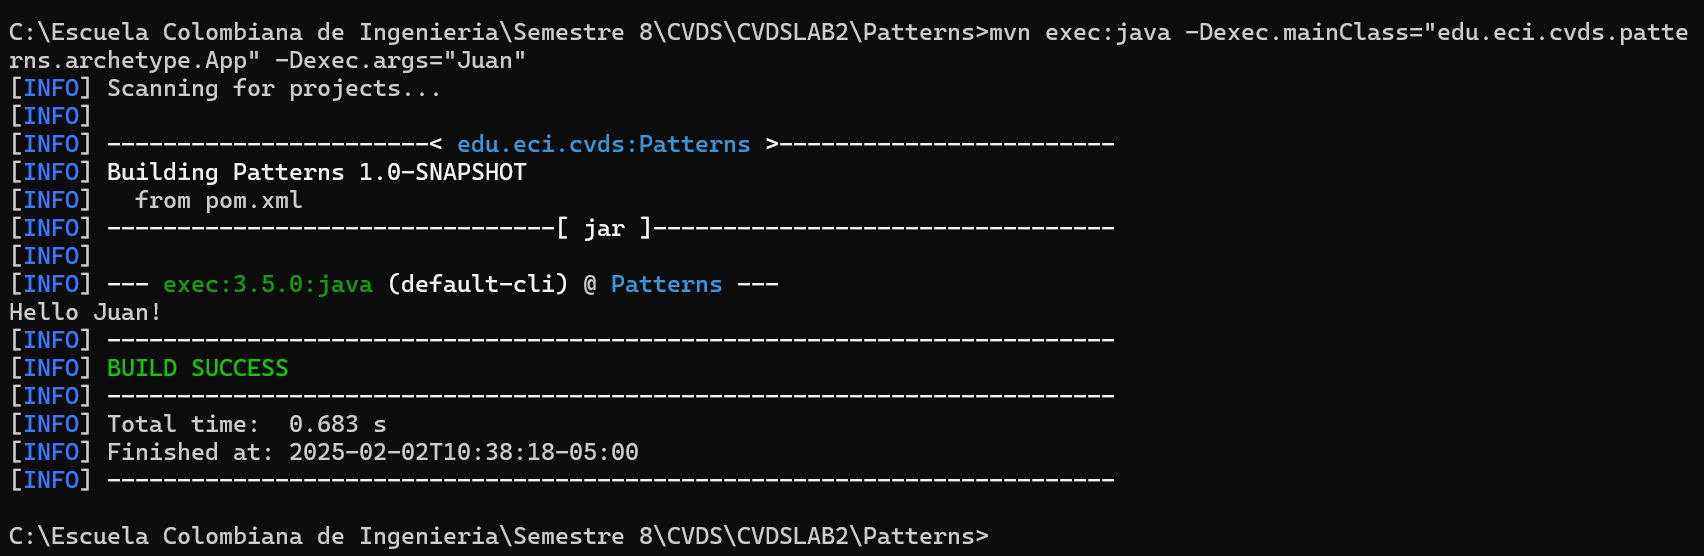 C:\Escuela Colombiana de Ingenieria\Semestre 8\CVDS\CVDSLAB2\Patterns>mvn exec:java -Dexec.mainClass="edu.eci.cvds.patte
rns.archetype.App" -Dexec.args="Juan"
[INFO] Scanning for projects...
[INFO]
[INFO] -----------------------< edu.eci.cvds:Patterns >------------------------
[INFO] Building Patterns 1.0-SNAPSHOT
[INFO]   from pom.xml
[INFO] --------------------------------[ jar ]---------------------------------
[INFO]
[INFO] --- exec:3.5.0:java (default-cli) @ Patterns ---
Hello Juan!
[INFO] ------------------------------------------------------------------------
[INFO] BUILD SUCCESS
[INFO] ------------------------------------------------------------------------
[INFO] Total time:  0.683 s
[INFO] Finished at: 2025-02-02T10:38:18-05:00
[INFO] ------------------------------------------------------------------------
C:\Escuela Colombiana de Ingenieria\Semestre 8\CVDS\CVDSLAB2\Patterns>